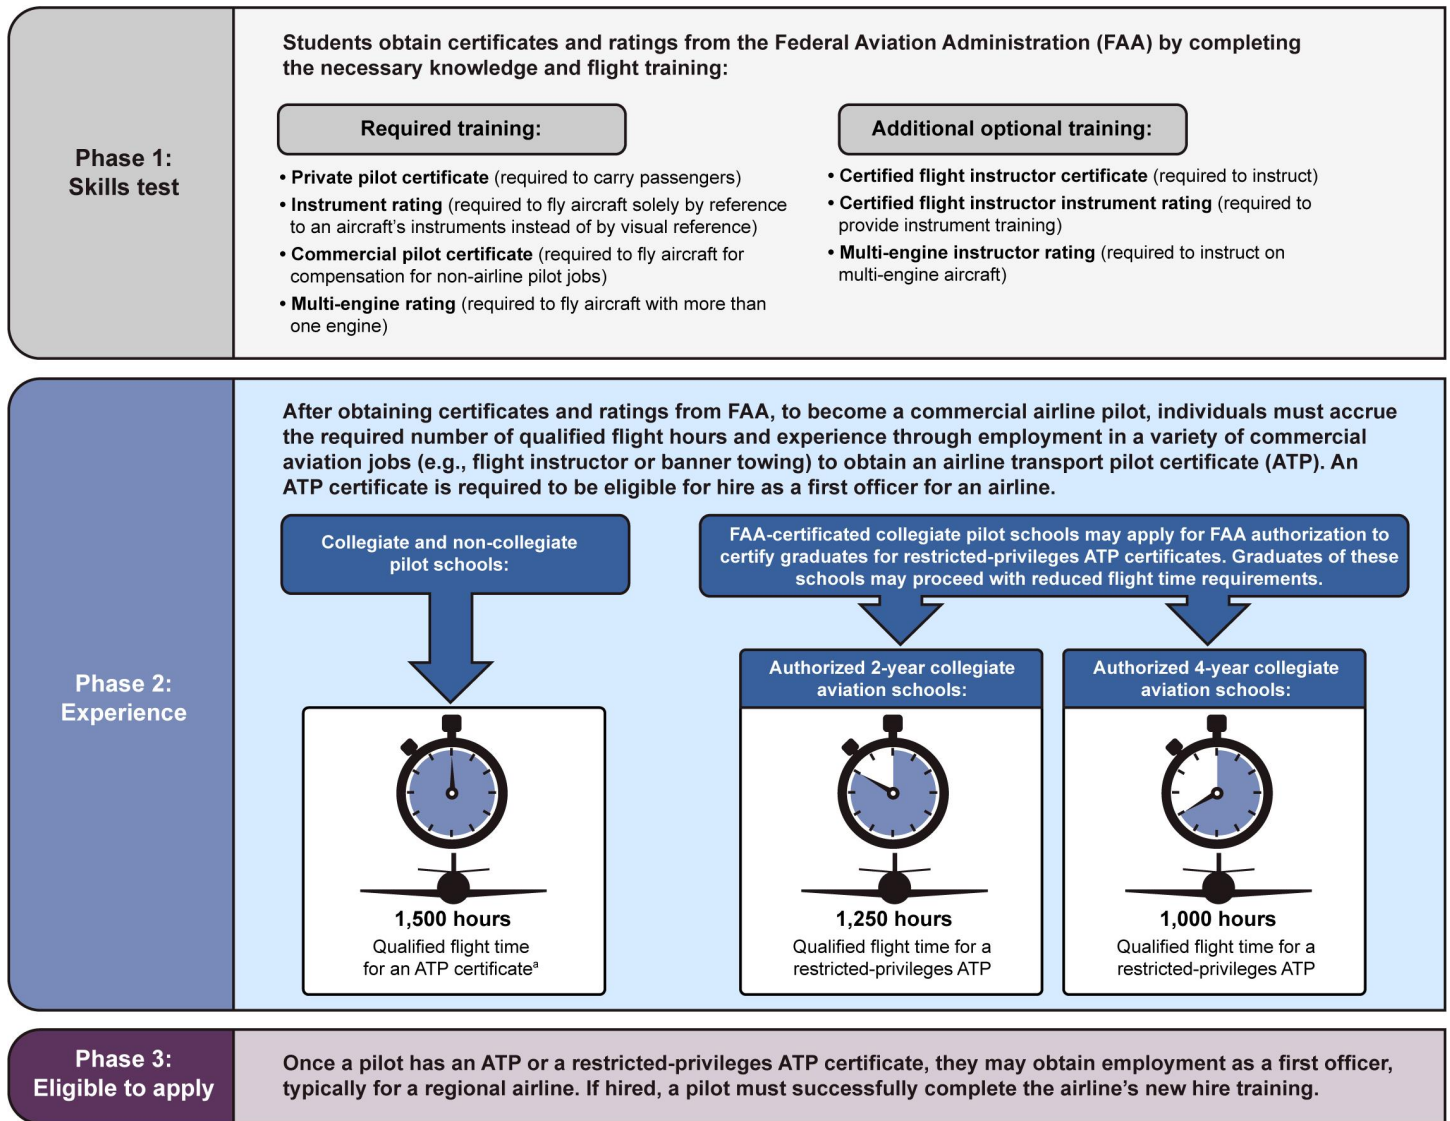 Phase 1:
Skills test
Students obtain certificates and ratings from the Federal Aviation Administration (FAA) by completing
the necessary knowledge and flight training:
Required training:
• Private pilot certificate (required to carry passengers)
• Instrument rating (required to fly aircraft solely by reference
to an aircraft's instruments instead of by visual reference)
• Commercial pilot certificate (required to fly aircraft for
compensation for non-airline pilot jobs)
• Multi-engine rating (required to fly aircraft with more than
one engine)
Additional optional training:
• Certified flight instructor certificate (required to instruct)
• Certified flight instructor instrument rating (required to
provide instrument training)
• Multi-engine instructor rating (required to instruct on
multi-engine aircraft)
Phase 2:
Experience
After obtaining certificates and ratings from FAA, to become a commercial airline pilot, individuals must accrue
the required number of qualified flight hours and experience through employment in a variety of commercial
aviation jobs (e.g., flight instructor or banner towing) to obtain an airline transport pilot certificate (ATP). An
ATP certificate is required to be eligible for hire as a first officer for an airline.
Collegiate and non-collegiate
pilot schools:
1,500 hours
Qualified flight time
for an ATP certificateᵃ
FAA-certificated collegiate pilot schools may apply for FAA authorization to
certify graduates for restricted-privileges ATP certificates. Graduates of these
schools may proceed with reduced flight time requirements.
Authorized 2-year collegiate
aviation schools:
1,250 hours
Qualified flight time for a
restricted-privileges ATP
Authorized 4-year collegiate
aviation schools:
1,000 hours
Qualified flight time for a
restricted-privileges ATP
Phase 3:
Eligible to apply
Once a pilot has an ATP or a restricted-privileges ATP certificate, they may obtain employment as a first officer,
typically for a regional airline. If hired, a pilot must successfully complete the airline's new hire training.